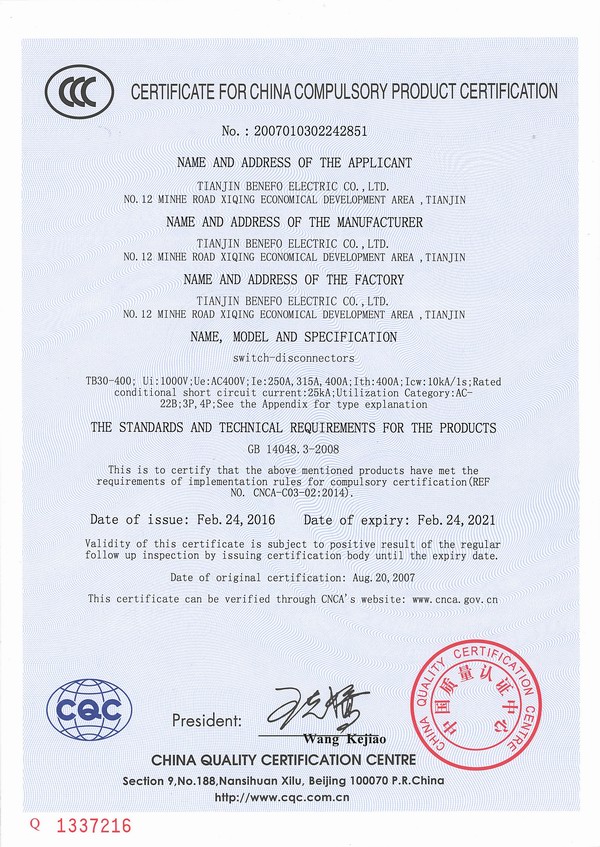 CCC
CERTIFICATE FOR CHINA COMPULSORY PRODUCT CERTIFICATION
No.: 2007010302242851
NAME AND ADDRESS OF THE APPLICANT
TIANJIN BENEFO ELECTRIC CO.,LTD.
NO.12 MINHE ROAD XIQING ECONOMICAL DEVELOPMENT AREA ,TIANJIN
NAME AND ADDRESS OF THE MANUFACTURER
TIANJIN BENEFO ELECTRIC CO.,LTD.
NO.12 MINHE ROAD XIQING ECONOMICAL DEVELOPMENT AREA ,TIANJIN
NAME AND ADDRESS OF THE FACTORY
TIANJIN BENEFO ELECTRIC CO.,LTD.
NO.12 MINHE ROAD XIQING ECONOMICAL DEVELOPMENT AREA ,TIANJIN
NAME, MODEL AND SPECIFICATION
switch-disconnectors
TB30-400; Ui:1000V;Ue:AC400V;Ie:250A,315A,400A;Ith:400A;Icw:10kA/1s;Rated
conditional short circuit current:25kA;Utilization Category:AC-
22B;3P,4P;See the Appendix for type explanation
THE STANDARDS AND TECHNICAL REQUIREMENTS FOR THE PRODUCTS
GB 14048.3-2008
This is to certify that the above mentioned products have met the
requirements of implementation rules for compulsory certification(REF
NO. CNCA-C03-02:2014).
Date of issue: Feb.24,2016 Date of expiry: Feb.24,2021
Validity of this certificate is subject to positive result of the regular
follow up inspection by issuing certification body until the expiry date.
Date of original certification: Aug.20,2007
This certificate can be verified through CNCA's website: www.cnca.gov.cn
CQC
President:
王克娇
Wang Kejiao
CHINA QUALITY CERTIFICATION CENTRE
中国质量认证中心
CHINA QUALITY CERTIFICATION CENTRE
Section 9,No.188,Nansihuan Xilu, Beijing 100070 P.R.China
http://www.cqc.com.cn
Q 1337216